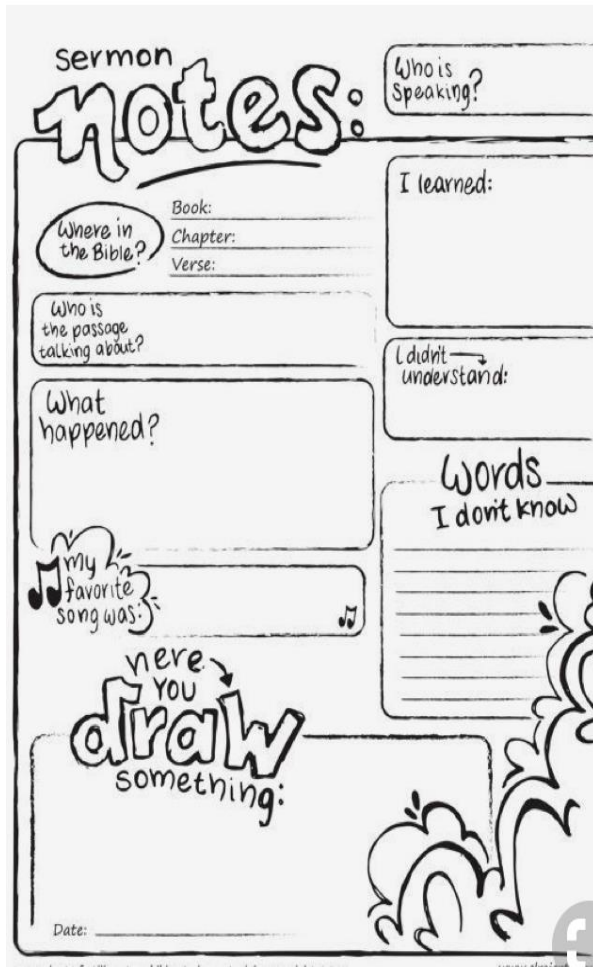 sermon
notes:
Who is
Speaking?
Where in
the Bible?
Book:
Chapter:
Verse:
I learned:
Who is
the passage
talking about?
I didn't
understand:
What
happened?
Words
I don't know
my
favorite
song was:
here
you
draw
something:
Date: